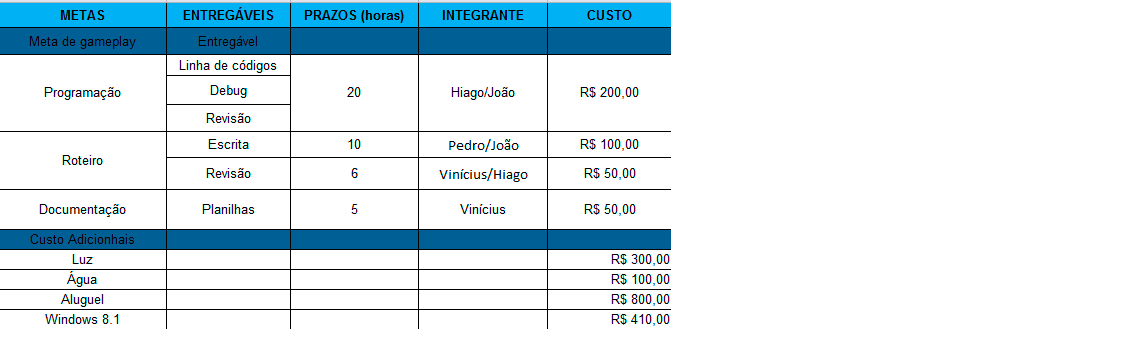 METAS ENTREGÁVEIS PRAZOS (horas) INTEGRANTE CUSTO
Meta de gameplay Entregável
Programação Linha de códigos 20 Hiago/João R$ 200,00
Debug
Revisão
Roteiro Escrita 10 Pedro/João R$ 100,00
Revisão 6 Vinícius/Hiago R$ 50,00
Documentação Planilhas 5 Vinícius R$ 50,00
Custo Adicionhais
Luz R$ 300,00
Água R$ 100,00
Aluguel R$ 800,00
Windows 8.1 R$ 410,00